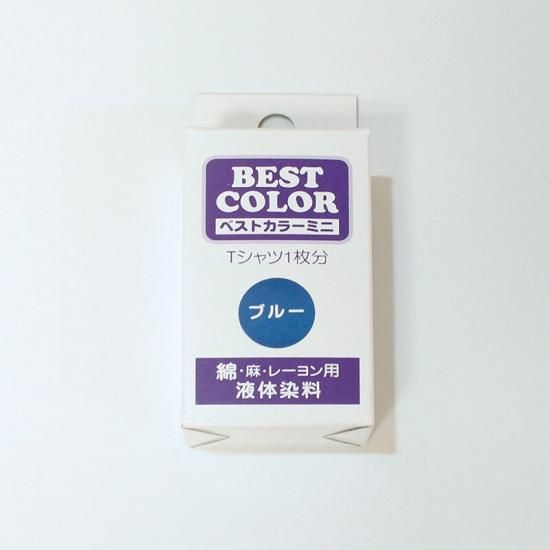 BEST
COLOR
ベストカラーミニ
Tシャツ1枚分
ブルー
綿・麻・レーヨン用
液体染料